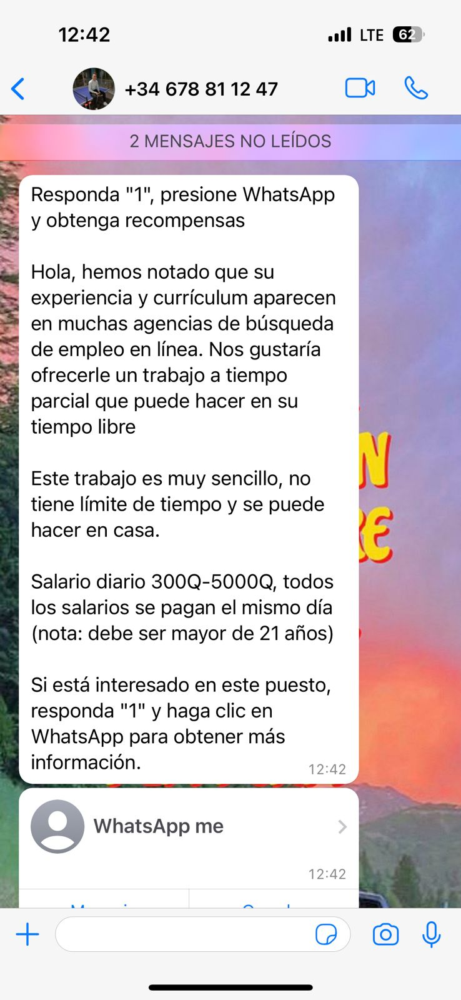 12:42
LTE 62
+34 678 81 12 47
2 MENSAJES NO LEÍDOS
Responda "1", presione WhatsApp
y obtenga recompensas
Hola, hemos notado que su
experiencia y currículum aparecen
en muchas agencias de búsqueda
de empleo en línea. Nos gustaría
ofrecerle un trabajo a tiempo
parcial que puede hacer en su
tiempo libre
Este trabajo es muy sencillo, no
tiene límite de tiempo y se puede
hacer en casa.
Salario diario 300Q-5000Q, todos
los salarios se pagan el mismo día
(nota: debe ser mayor de 21 años)
Si está interesado en este puesto,
responda "1" y haga clic en
WhatsApp para obtener más
información.
12:42
WhatsApp me
12:42